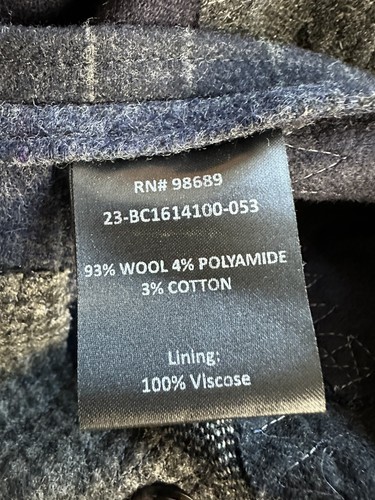 RN# 98689
23-BC1614100-053
93% WOOL 4% POLYAMIDE
3% COTTON
Lining:
100% Viscose